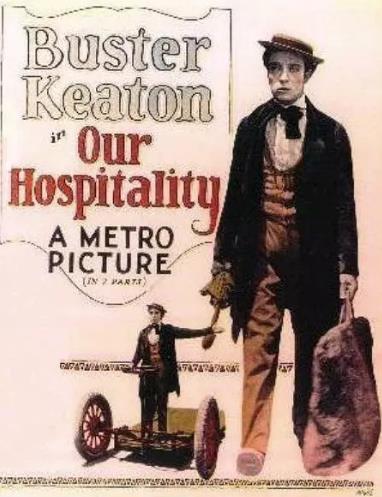 Buster
Keaton
in Our
Hospitality
A METRO
PICTURE
(IN 7 PARTS)